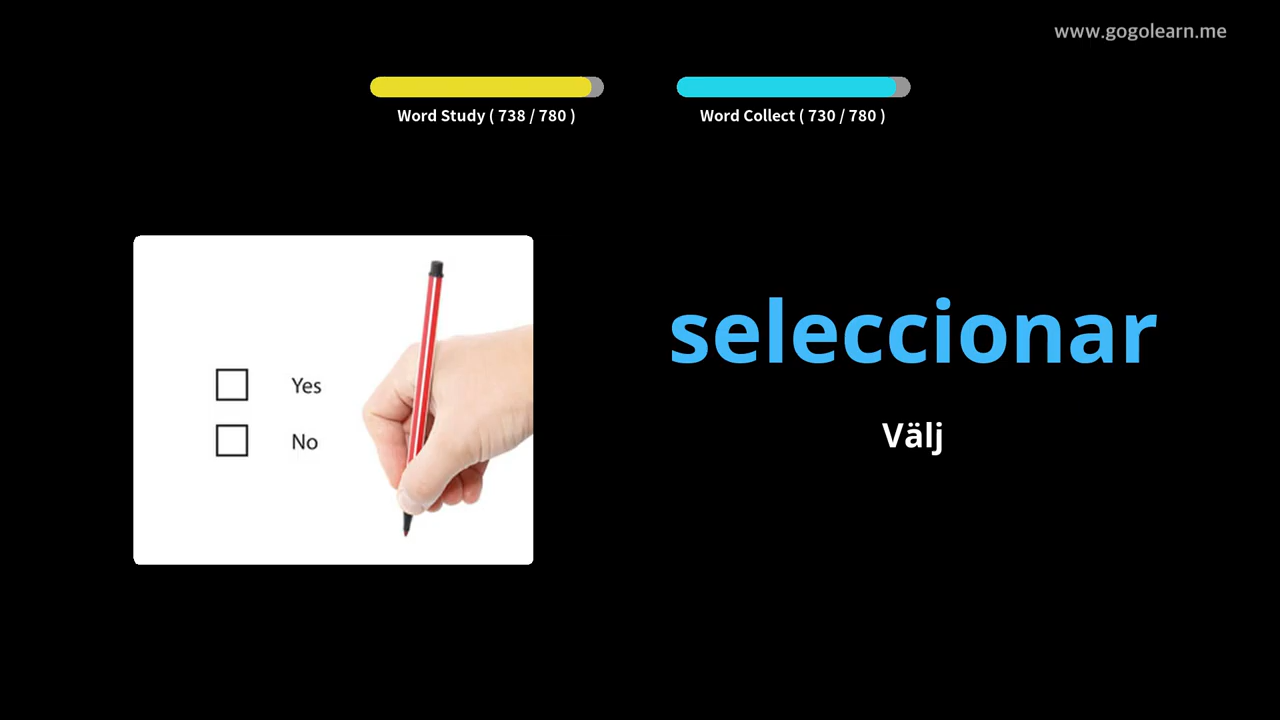 www.gogolearn.me
Word Study ( 738 / 780 )
Word Collect ( 730 / 780 )
Yes
No
seleccionar
Välj